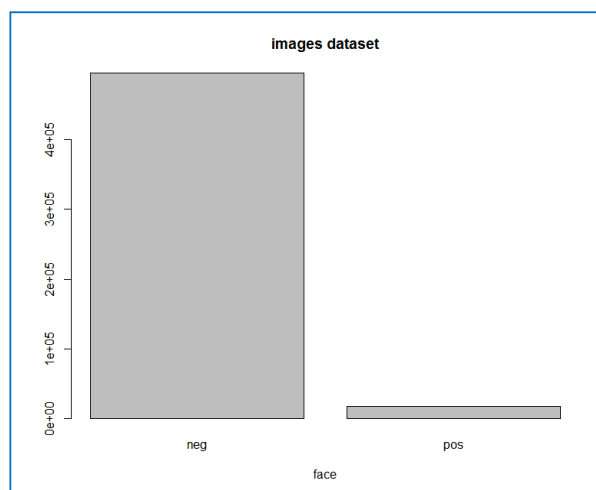 images dataset
4e+05
3e+05
2e+05
1e+05
0e+00
neg pos
face